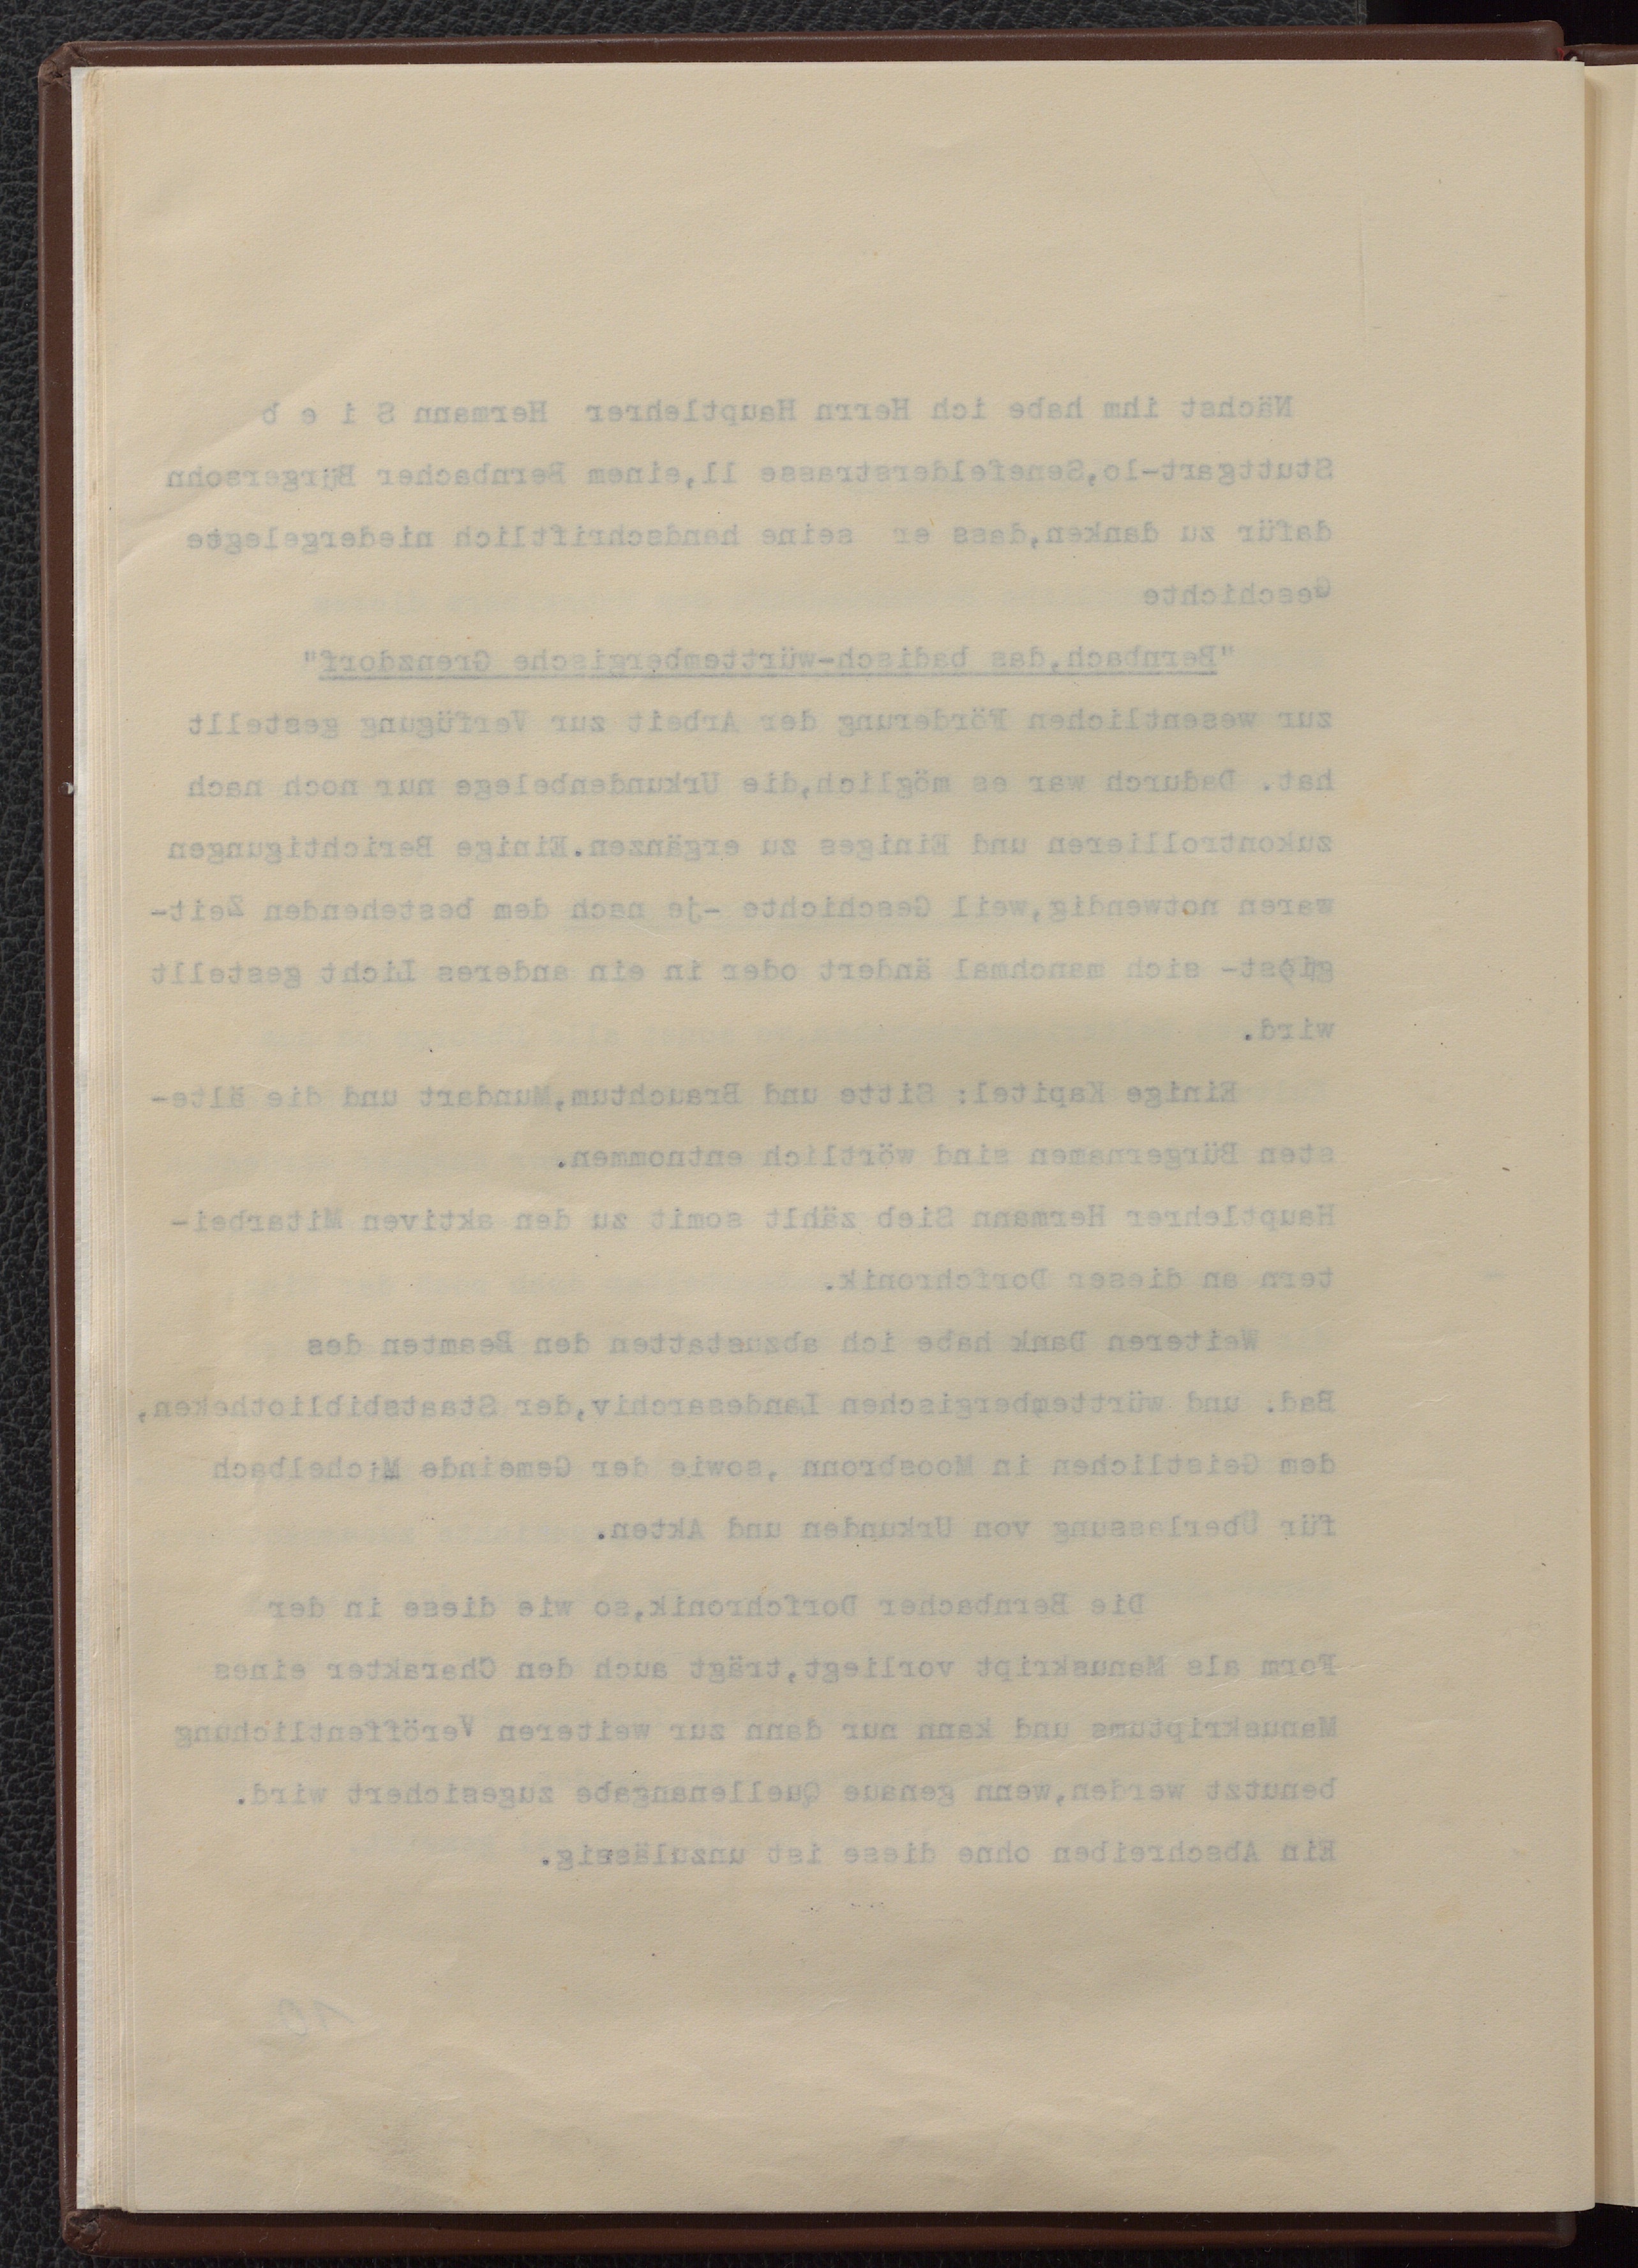 Nächst ihm habe ich Herrn Hauptlehrer Hermann S i e b
Stuttgart-lo,Senefelderstrasse ll,einem Bernbacher Bürgersohn
dafür zu danken,dass er seine handschriftlich niedergelegte
Geschichte
"Bernbach,das badisch-württembergische Grenzdorf"
zur wesentlichen Förderung der Arbeit zur Verfügung gestellt
hat. Dadurch war es möglich,die Urkundenbelege nur noch nach
zukontrollieren und Einiges zu ergänzen.Einige Berichtigungen
waren notwendig,weil Geschichte -je nach dem bestehenden Zeit-
gist- sich manchmal ändert oder in ein anderes Licht gestellt
wird.
Einige Kapitel: Sitte und Brauchtum,Mundart und die älte-
sten Bürgernamen sind wörtlich entnommen.
Hauptlehrer Hermann Sieb zählt somit zu den aktiven Mitarbei-
tern an dieser Dorfchronik.
Weiteren Dank habe ich abzustatten den Beamten des
Bad. und württembergischen Landesarchiv,der Staatsbibliotheken,
dem Geistlichen in Moosbronn ,sowie der Gemeinde Michelbach
für Überlassung von Urkunden und Akten.
Die Bernbacher Dorfchronik,so wie diese in der
Form als Manuskript vorliegt,trägt auch den Charakter eines
Manuskriptums und kann nur dann zur weiteren Veröffentlichung
benutzt werden,wenn genaue Quellenangabe zugesichert wird.
Ein Abschreiben ohne diese ist unzulässig.
10